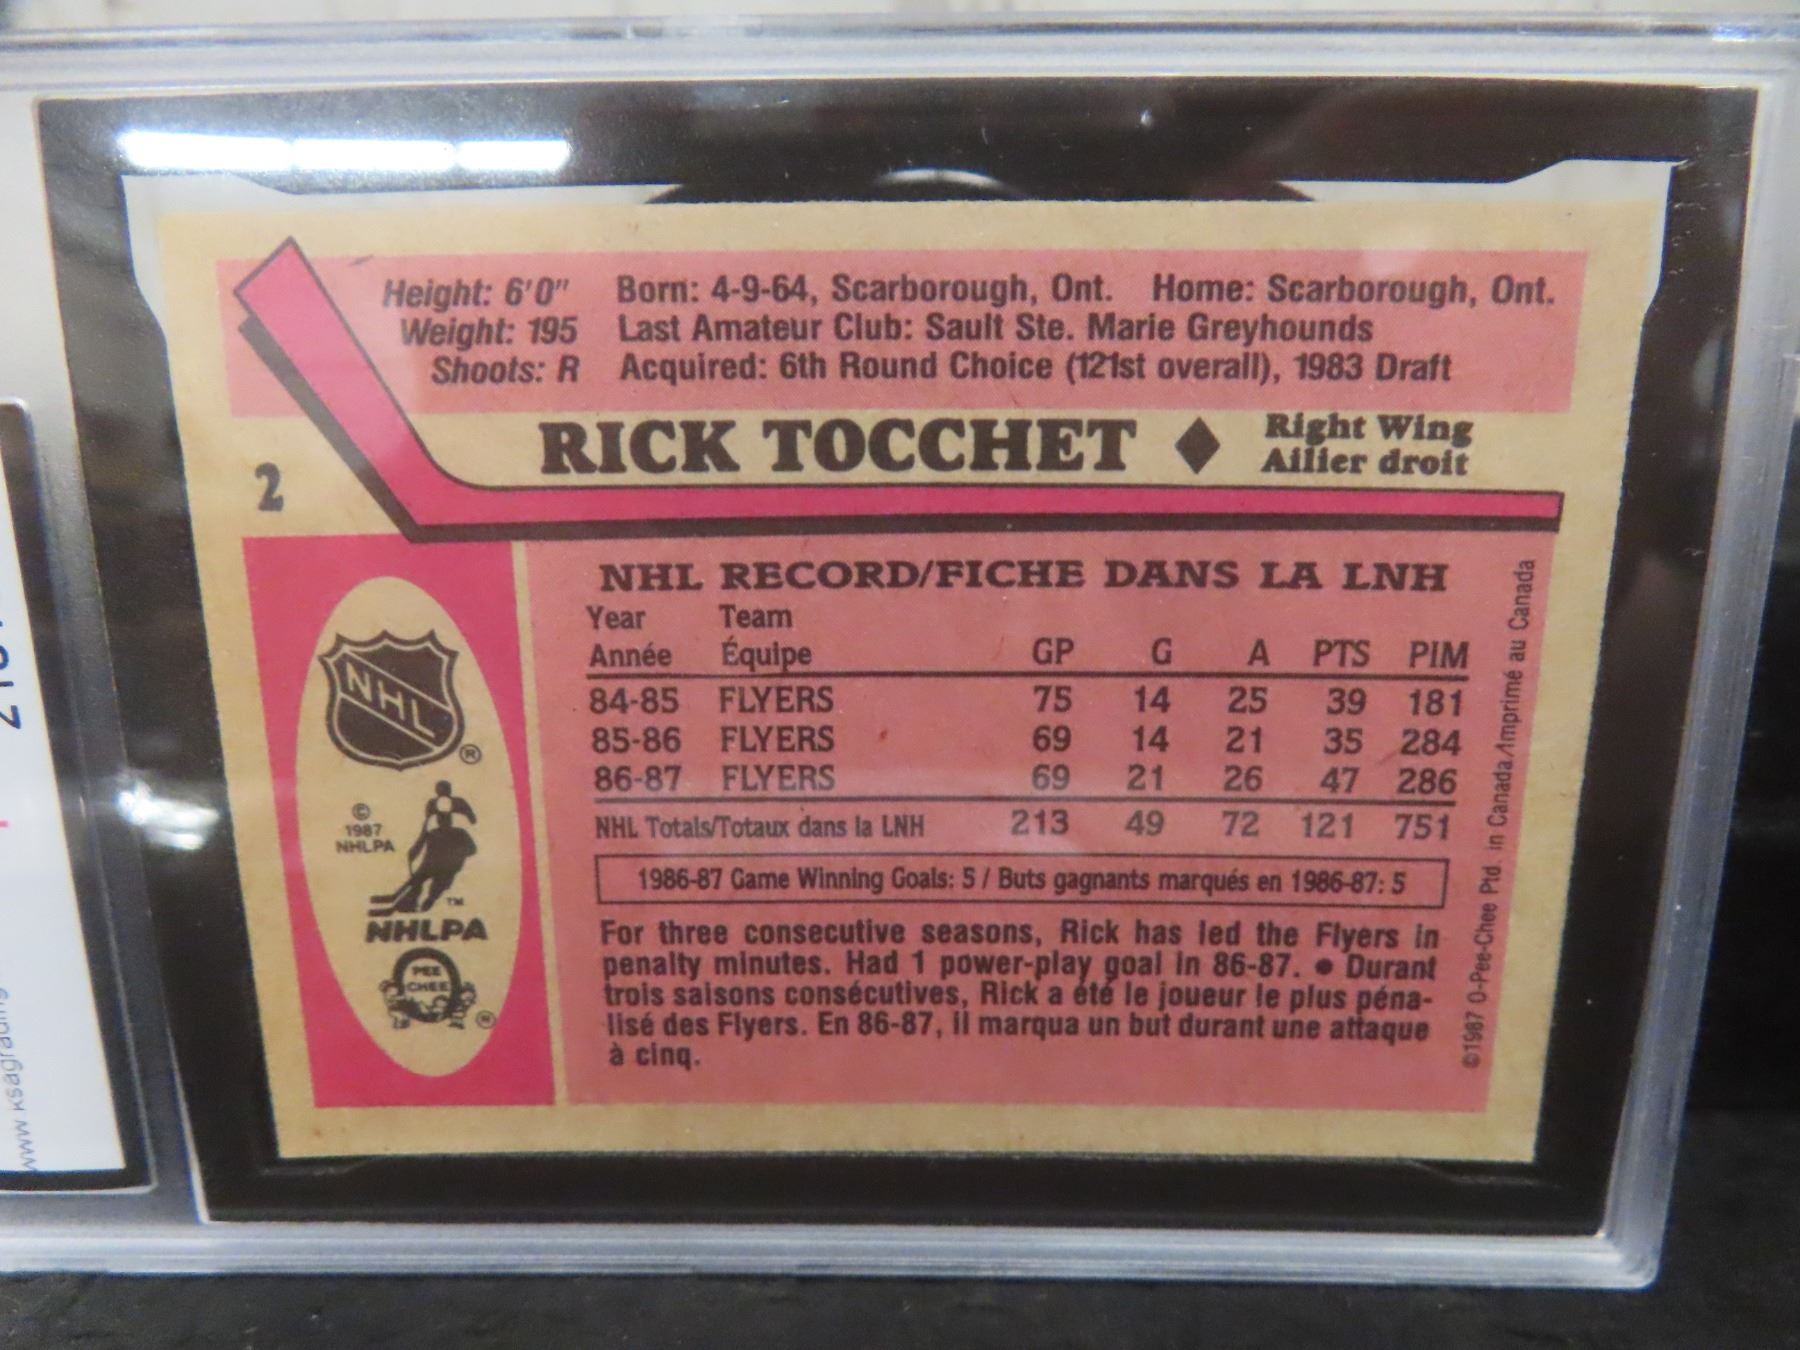 Height: 6'0" Born: 4-9-64, Scarborough, Ont. Home: Scarborough, Ont.
Weight: 195 Last Amateur Club: Sault Ste. Marie Greyhounds
Shoots: R Acquired: 6th Round Choice (121st overall), 1983 Draft
2
RICK TOCCHET ♦ Right Wing
Ailier droit
NHL RECORD/FICHE DANS LA LNH
Year Team
Année Équipe GP G A PTS PIM
84-85 FLYERS 75 14 25 39 181
85-86 FLYERS 69 14 21 35 284
86-87 FLYERS 69 21 26 47 286
NHL Totals/Totaux dans la LNH 213 49 72 121 751
1986-87 Game Winning Goals: 5 / Buts gagnants marqués en 1986-87: 5
For three consecutive seasons, Rick has led the Flyers in
penalty minutes. Had 1 power-play goal in 86-87. ● Durant
trois saisons consécutives, Rick a été le joueur le plus péna-
lisé des Flyers. En 86-87, il marqua un but durant une attaque
à cinq.
NHL
®
©
1987
NHLPA
™
NHLPA
PEE
CHEE
®
©1987 O-Pee-Chee Ptd. in Canada/Imprimé au Canada